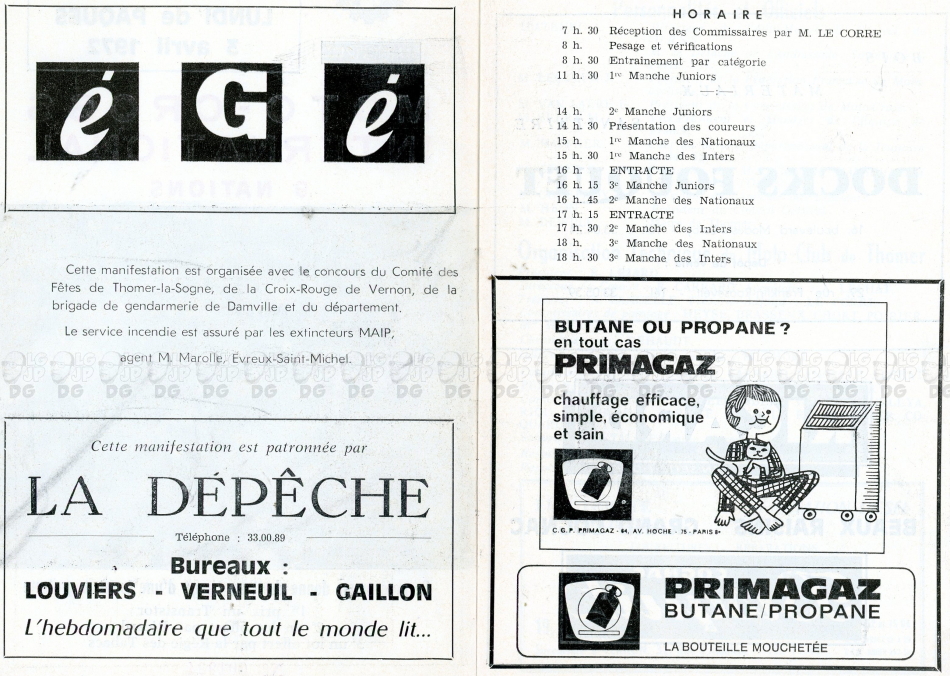 é G é
Cette manifestation est organisée avec le concours du Comité des
Fêtes de Thomer-la-Sogne, de la Croix-Rouge de Vernon, de la
brigade de gendarmerie de Damville et du département.
Le service incendie est assuré par les extincteurs MAIP,
agent M. Marolle, Evreux-Saint-Michel.
Cette manifestation est patronnée par
LA DÉPÊCHE
Téléphone : 33.00.89
Bureaux :
LOUVIERS - VERNEUIL - GAILLON
L'hebdomadaire que tout le monde lit...
HORAIRE
7 h. 30 Réception des Commissaires par M. LE CORRE
8 h. Pesage et vérifications
8 h 30 Entrainement par catégorie
11 h. 30 1re Manche Juniors
14 h. 2e Manche Juniors
14 h. 30 Présentation des coureurs
15 h. 1re Manche des Nationaux
15 h. 30 1re Manche des Inters
16 h. ENTRACTE
16 h. 15 3e Manche Juniors
16 h. 45 2e Manche des Nationaux
17 h. 15 ENTRACTE
17 h. 30 2e Manche des Inters
18 h. 3e Manche des Nationaux
18 h. 30 3e Manche des Inters
BUTANE OU PROPANE ?
en tout cas
PRIMAGAZ
chauffage efficace,
simple, économique
et sain
C.G.P. PRIMAGAZ - 64, AV. HOCHE - 75 - PARIS 8e
PRIMAGAZ
BUTANE/PROPANE
LA BOUTEILLE MOUCHETÉE